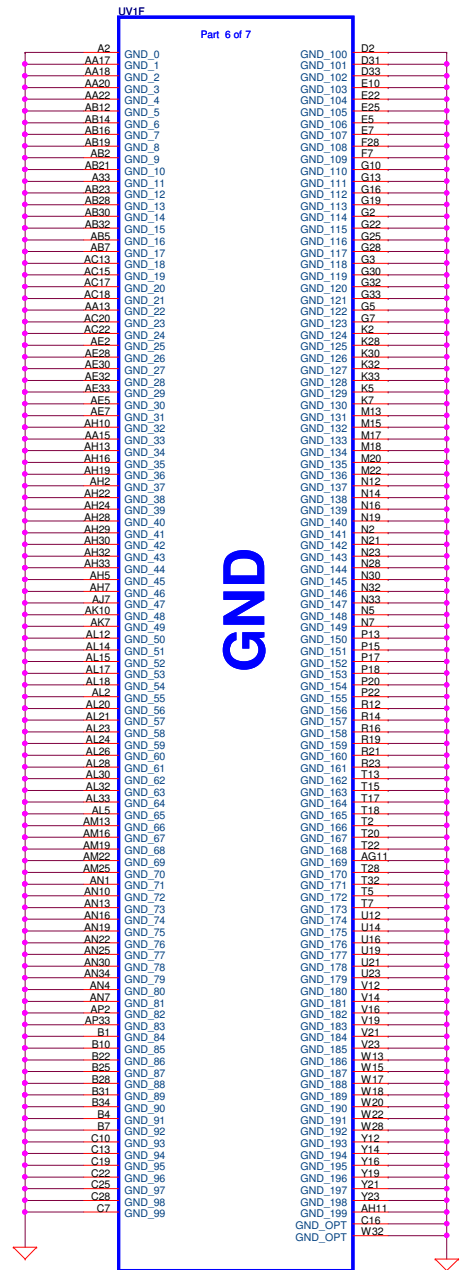 UV1F
Part 6 of 7
A2 GND_0 GND_100 D2
AA17 GND_1 GND_101 D31
AA18 GND_2 GND_102 D33
AA20 GND_3 GND_103 E10
AA22 GND_4 GND_104 E22
AB12 GND_5 GND_105 E25
AB14 GND_6 GND_106 E5
AB16 GND_7 GND_107 E7
AB19 GND_8 GND_108 F28
AB2 GND_9 GND_109 F7
AB21 GND_10 GND_110 G10
A33 GND_11 GND_111 G13
AB23 GND_12 GND_112 G16
AB28 GND_13 GND_113 G19
AB30 GND_14 GND_114 G2
AB32 GND_15 GND_115 G22
AB5 GND_16 GND_116 G25
AB7 GND_17 GND_117 G28
AC13 GND_18 GND_118 G3
AC15 GND_19 GND_119 G30
AC17 GND_20 GND_120 G32
AC18 GND_21 GND_121 G33
AA13 GND_22 GND_122 G5
AC20 GND_23 GND_123 G7
AC22 GND_24 GND_124 K2
AE2 GND_25 GND_125 K28
AE28 GND_26 GND_126 K30
AE30 GND_27 GND_127 K32
AE32 GND_28 GND_128 K33
AE33 GND_29 GND_129 K5
AE5 GND_30 GND_130 K7
AE7 GND_31 GND_131 M13
AH10 GND_32 GND_132 M15
AA15 GND_33 GND_133 M17
AH13 GND_34 GND_134 M18
AH16 GND_35 GND_135 M20
AH19 GND_36 GND_136 M22
AH2 GND_37 GND_137 N12
AH22 GND_38 GND_138 N14
AH24 GND_39 GND_139 N16
AH28 GND_40 GND_140 N19
AH29 GND_41 GND_141 N2
AH30 GND_42 GND_142 N21
AH32 GND_43 GND_143 N23
AH33 GND_44 GND_144 N28
AH5 GND_45 GND_145 N30
AH7 GND_46 GND_146 N32
AJ7 GND_47 GND_147 N33
AK10 GND_48 GND_148 N5
AK7 GND_49 GND_149 N7
AL12 GND_50 GND_150 P13
AL14 GND_51 GND_151 P15
AL15 GND_52 GND_152 P17
AL17 GND_53 GND_153 P18
AL18 GND_54 GND_154 P20
AL2 GND_55 GND_155 P22
AL20 GND_56 GND_156 R12
AL21 GND_57 GND_157 R14
AL23 GND_58 GND_158 R16
AL24 GND_59 GND_159 R19
AL26 GND_60 GND_160 R21
AL28 GND_61 GND_161 R23
AL30 GND_62 GND_162 T13
AL32 GND_63 GND_163 T15
AL33 GND_64 GND_164 T17
AL5 GND_65 GND_165 T18
AM13 GND_66 GND_166 T2
AM16 GND_67 GND_167 T20
AM19 GND_68 GND_168 T22
AM22 GND_69 GND_169 AG11
AM25 GND_70 GND_170 T28
AN1 GND_71 GND_171 T32
AN10 GND_72 GND_172 T5
AN13 GND_73 GND_173 T7
AN16 GND_74 GND_174 U12
AN19 GND_75 GND_175 U14
AN22 GND_76 GND_176 U16
AN25 GND_77 GND_177 U19
AN30 GND_78 GND_178 U21
AN34 GND_79 GND_179 U23
AN4 GND_80 GND_180 V12
AN7 GND_81 GND_181 V14
AP2 GND_82 GND_182 V16
AP33 GND_83 GND_183 V19
B1 GND_84 GND_184 V21
B10 GND_85 GND_185 V23
B22 GND_86 GND_186 W13
B25 GND_87 GND_187 W15
B28 GND_88 GND_188 W17
B31 GND_89 GND_189 W18
B34 GND_90 GND_190 W20
B4 GND_91 GND_191 W22
B7 GND_92 GND_192 W28
C10 GND_93 GND_193 Y12
C13 GND_94 GND_194 Y14
C19 GND_95 GND_195 Y16
C22 GND_96 GND_196 Y19
C25 GND_97 GND_197 Y21
C28 GND_98 GND_198 Y23
C7 GND_99 GND_199 AH11
GND_OPT C16
GND_OPT W32
GND